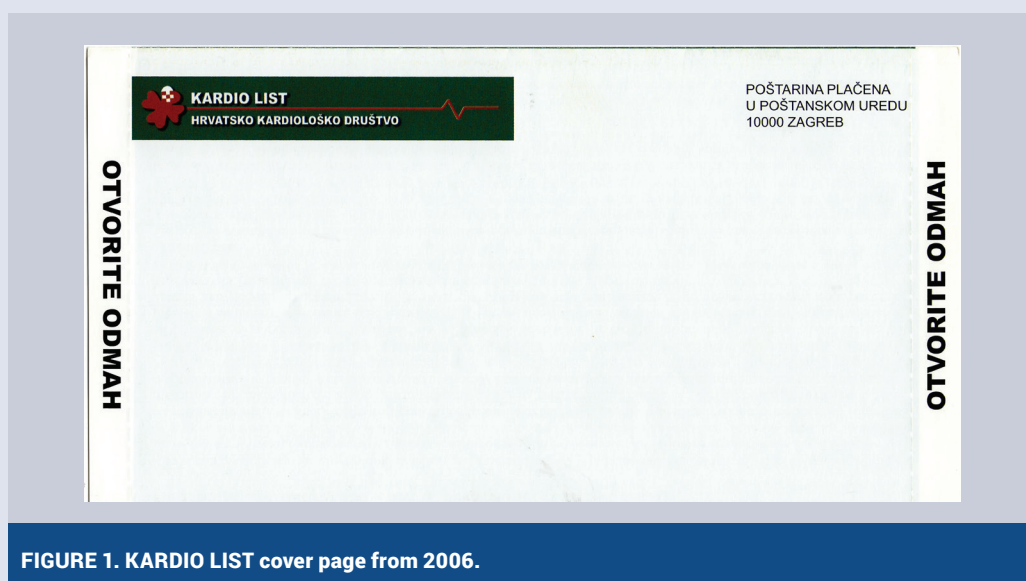 KARDIO LIST
HRVATSKO KARDIOLOŠKO DRUŠTVO
POŠTARINA PLAČENA
U POŠTANSKOM UREDU
10000 ZAGREB
OTVORITE ODMAH
OTVORITE ODMAH
FIGURE 1. KARDIO LIST cover page from 2006.